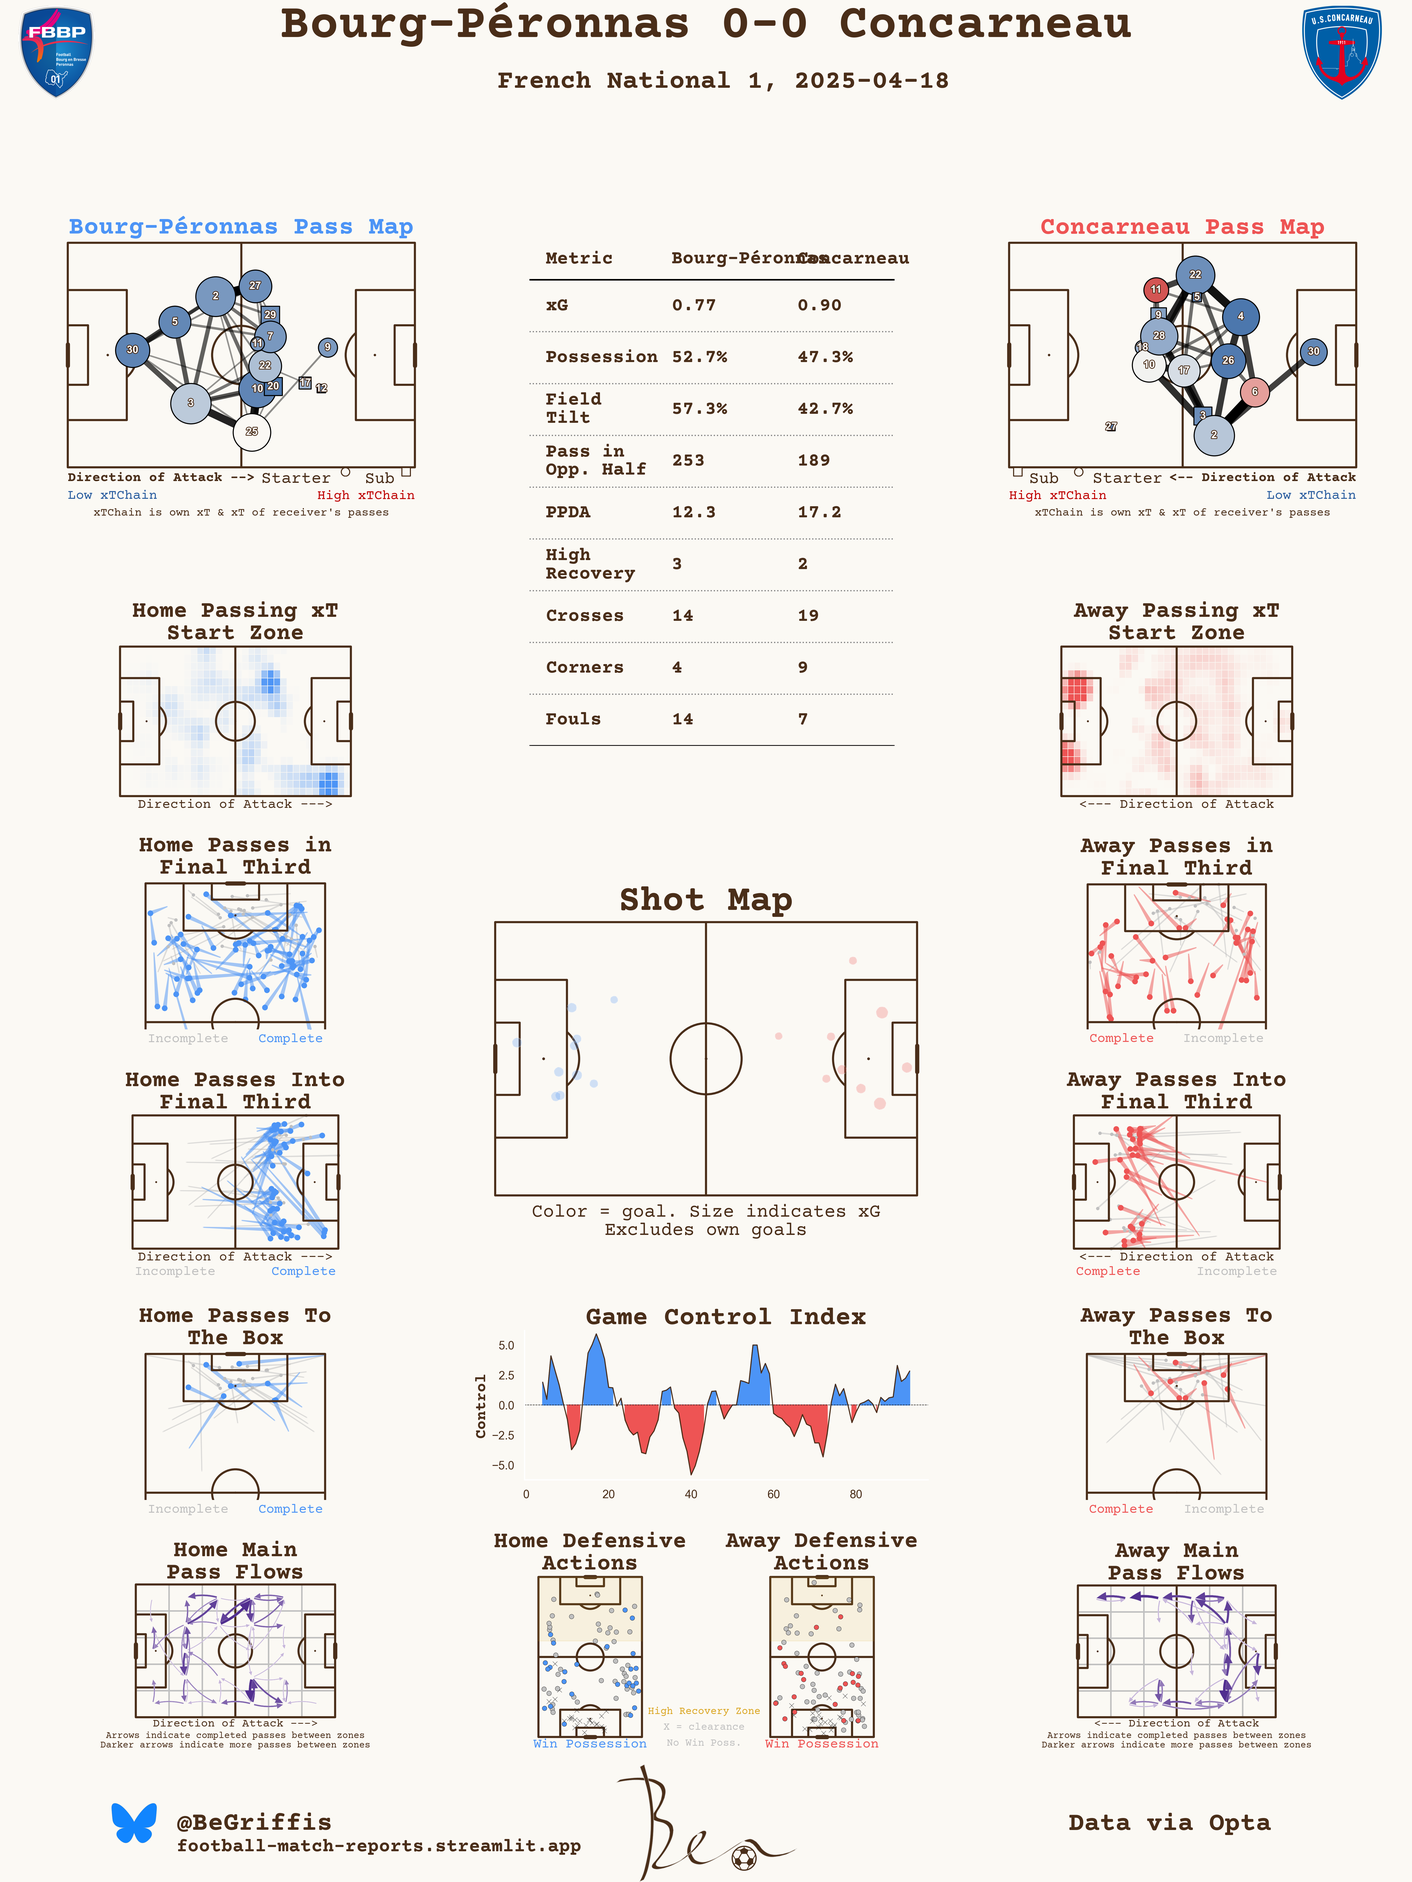 Bourg-Péronnas 0-0 Concarneau
French National 1, 2025-04-18
FBBP
Football
Bourg en Bresse
Peronnas
01
U.S.CONCARNEAU
1911
Bourg-Péronnas Pass Map
2
27
5
29
7
30
11
9
22
10
20
17
12
3
25
Direction of Attack --> Starter Sub
Low xTChain High xTChain
xTChain is own xT & xT of receiver's passes
Metric Bourg-Péronnas Concarneau
xG 0.77 0.90
Possession 52.7% 47.3%
Field
Tilt 57.3% 42.7%
Pass in
Opp. Half 253 189
PPDA 12.3 17.2
High
Recovery 3 2
Crosses 14 19
Corners 4 9
Fouls 14 7
Concarneau Pass Map
22
11
5
9
4
28
18
10
17
26
30
6
3
27
2
Sub Starter <-- Direction of Attack
High xTChain Low xTChain
xTChain is own xT & xT of receiver's passes
Home Passing xT
Start Zone
Direction of Attack --->
Away Passing xT
Start Zone
<--- Direction of Attack
Home Passes in
Final Third
Incomplete Complete
Away Passes in
Final Third
Complete Incomplete
Shot Map
Color = goal. Size indicates xG
Excludes own goals
Home Passes Into
Final Third
Direction of Attack --->
Incomplete Complete
Away Passes Into
Final Third
<--- Direction of Attack
Complete Incomplete
Home Passes To
The Box
Incomplete Complete
Game Control Index
Control
5.0
2.5
0.0
−2.5
−5.0
0 20 40 60 80
Away Passes To
The Box
Complete Incomplete
Home Main
Pass Flows
Direction of Attack --->
Arrows indicate completed passes between zones
Darker arrows indicate more passes between zones
Home Defensive
Actions
Win Possession
High Recovery Zone
X = clearance
No Win Poss.
Away Defensive
Actions
Win Possession
Away Main
Pass Flows
<--- Direction of Attack
Arrows indicate completed passes between zones
Darker arrows indicate more passes between zones
@BeGriffis
football-match-reports.streamlit.app
Ben
Data via Opta